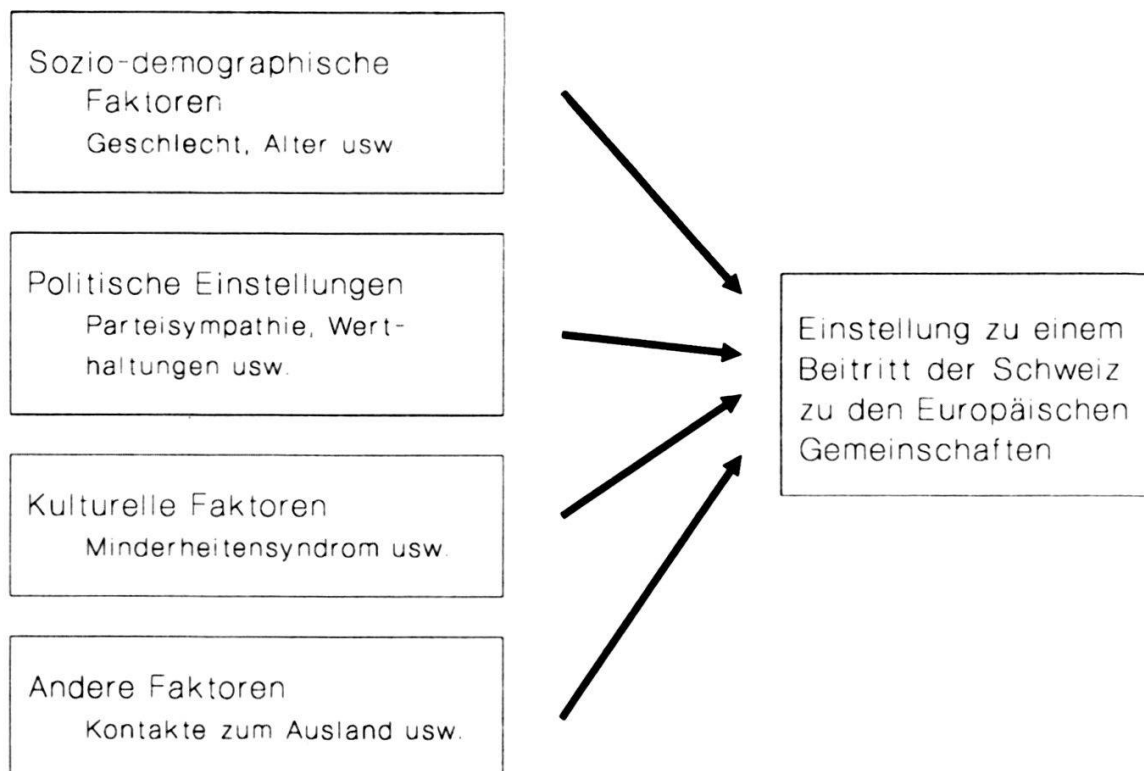 Sozio-demographische
Faktoren
Geschlecht, Alter usw.
Politische Einstellungen
Parteisympathie, Wert-
haltungen usw.
Kulturelle Faktoren
Minderheitensyndrom usw.
Andere Faktoren
Kontakte zum Ausland usw.
Einstellung zu einem
Beitritt der Schweiz
zu den Europäischen
Gemeinschaften